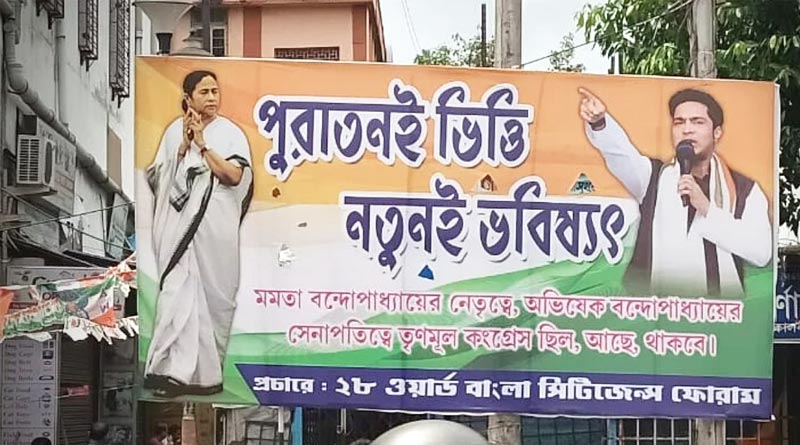 পুরাতনই ভিত্তি
নতুনই ভবিষ্যৎ
মমতা বন্দোপাধ্যায়ের নেতৃত্বে, অভিষেক বন্দোপাধ্যায়ের
সেনাপতিত্বে তৃণমূল কংগ্রেস ছিল, আছে, থাকবে।
প্রচারে : ২৮ ওয়ার্ড বাংলা সিটিজেন্স ফোরাম